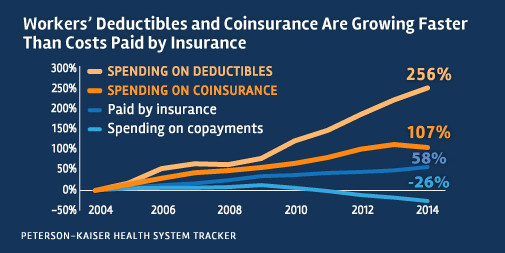 Workers’ Deductibles and Coinsurance Are Growing Faster
Than Costs Paid by Insurance
300%
250%
200%
150%
100%
50%
0%
−50%
SPENDING ON DEDUCTIBLES
SPENDING ON COINSURANCE
Paid by insurance
Spending on copayments
256%
107%
58%
-26%
2004 2006 2008 2010 2012 2014
PETERSON–KAISER HEALTH SYSTEM TRACKER